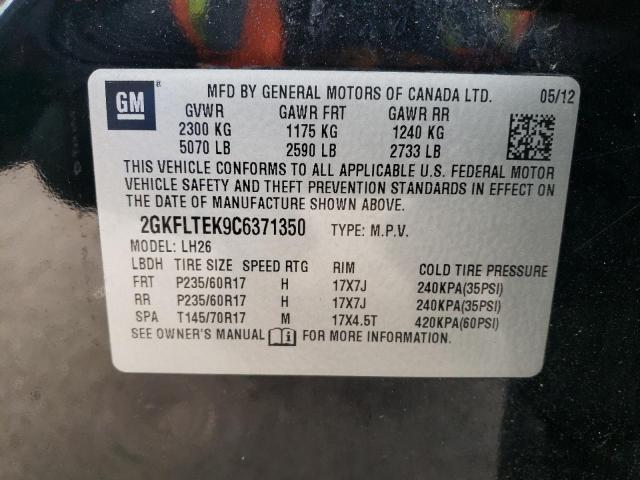 GM ®
MFD BY GENERAL MOTORS OF CANADA LTD. 05/12
GVWR GAWR FRT GAWR RR
2300 KG 1175 KG 1240 KG
5070 LB 2590 LB 2733 LB
THIS VEHICLE CONFORMS TO ALL APPLICABLE U.S. FEDERAL MOTOR
VEHICLE SAFETY AND THEFT PREVENTION STANDARDS IN EFFECT ON
THE DATE OF MANUFACTURE SHOWN ABOVE.
2GKFLTEK9C6371350 TYPE: M.P.V.
MODEL: LH26
LBDH TIRE SIZE SPEED RTG RIM COLD TIRE PRESSURE
FRT P235/60R17 H 17X7J 240KPA(35PSI)
RR P235/60R17 H 17X7J 240KPA(35PSI)
SPA T145/70R17 M 17X4.5T 420KPA(60PSI)
SEE OWNER'S MANUAL i FOR MORE INFORMATION.